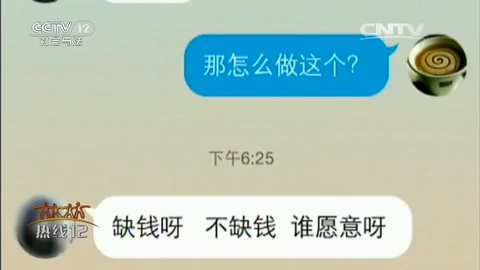 CCTV 12
社会与法
CNTV
那怎么做这个?
下午6:25
缺钱呀 不缺钱 谁愿意呀
热线12